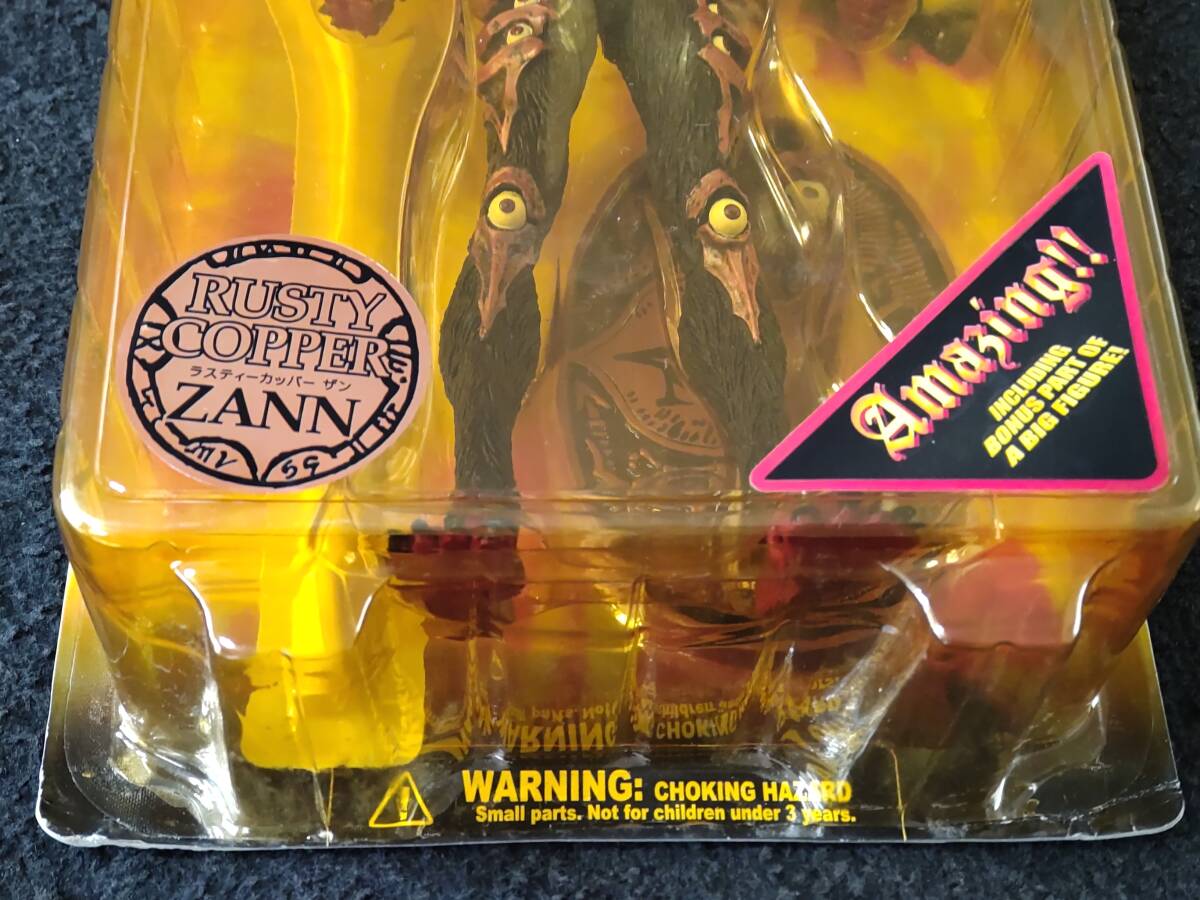 RUSTY
COPPER
ラスティーカッパー ザン
ZANN
Amazing!!
INCLUDING
BONUS PART OF
A BIG FIGURE!
WARNING: CHOKING HAZARD
Small parts. Not for children under 3 years.